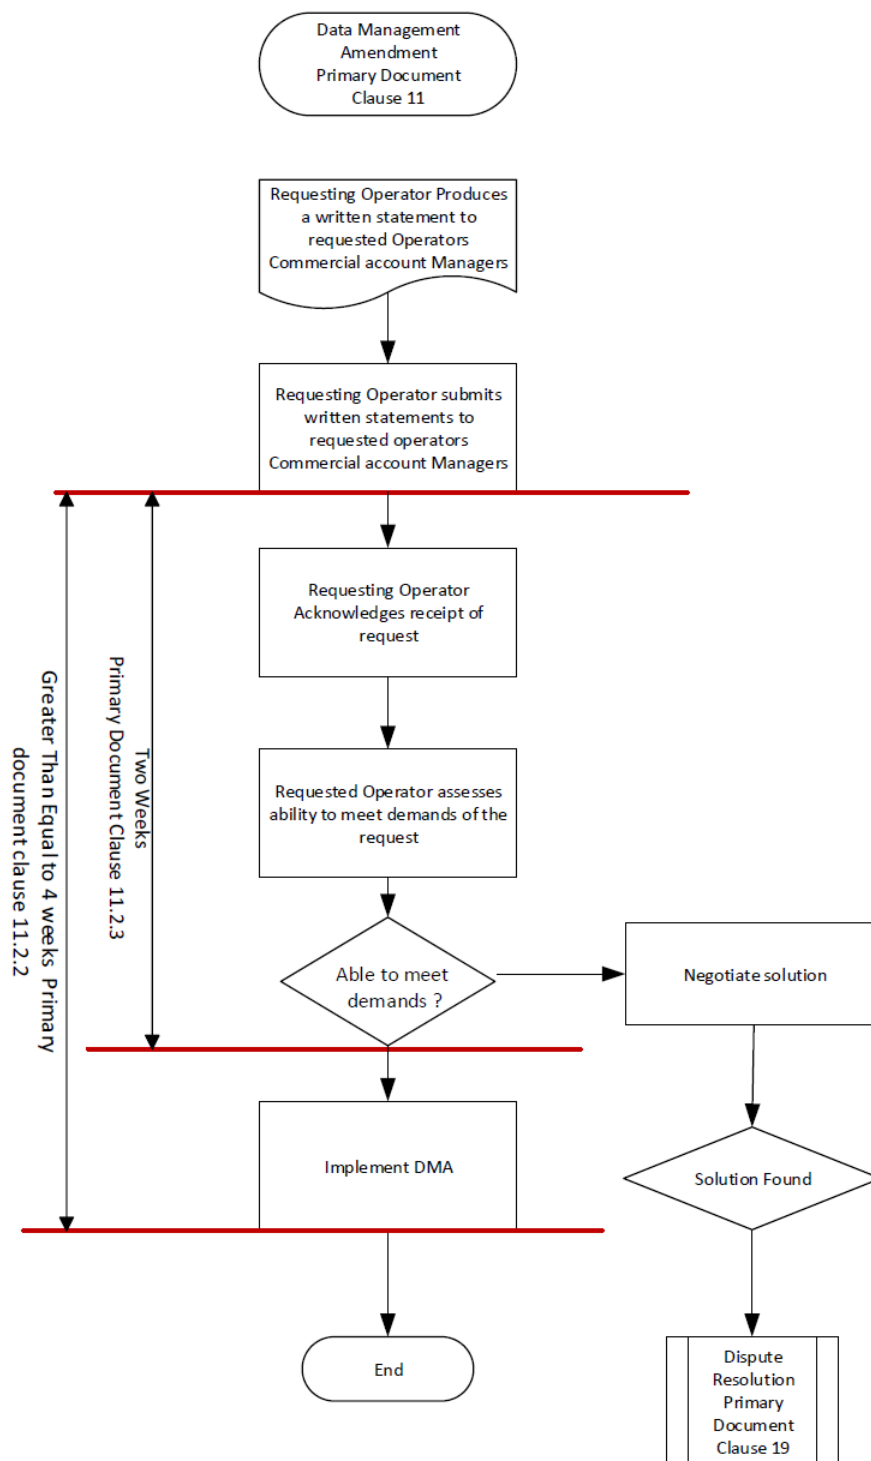 Data Management
Amendment
Primary Document
Clause 11
Requesting Operator Produces
a written statement to
requested Operators
Commercial account Managers
Requesting Operator submits
written statements to
requested operators
Commercial account Managers
Requesting Operator
Acknowledges receipt of
request
Two Weeks
Primary Document Clause 11.2.3
Greater Than Equal to 4 weeks Primary
document clause 11.2.2
Requested Operator assesses
ability to meet demands of the
request
Able to meet
demands ?
Negotiate solution
Implement DMA
Solution Found
End
Dispute
Resolution
Primary
Document
Clause 19